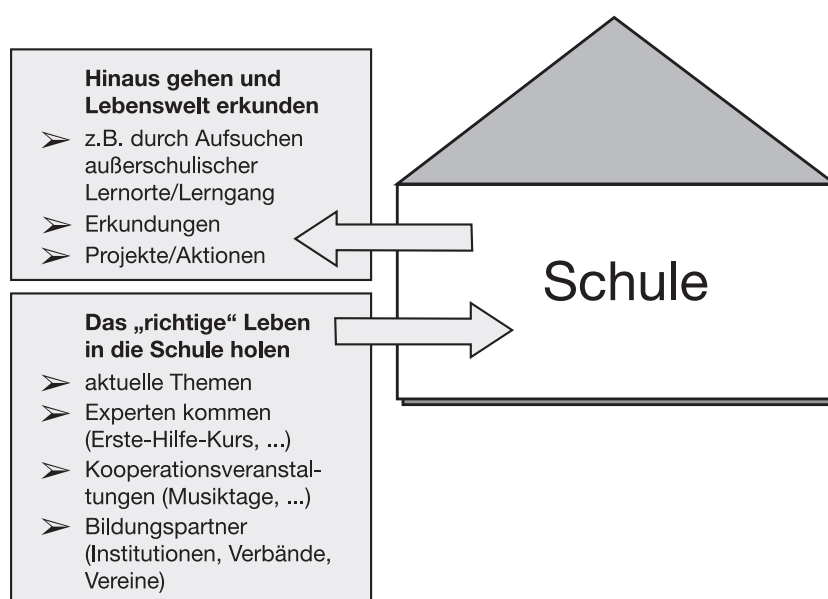 Hinaus gehen und
Lebenswelt erkunden
➢ z.B. durch Aufsuchen
außerschulischer
Lernorte/Lerngang
➢ Erkundungen
➢ Projekte/Aktionen
Das „richtige“ Leben
in die Schule holen
➢ aktuelle Themen
➢ Experten kommen
(Erste-Hilfe-Kurs, ...)
➢ Kooperationsveranstal-
tungen (Musiktage, ...)
➢ Bildungspartner
(Institutionen, Verbände,
Vereine)
Schule